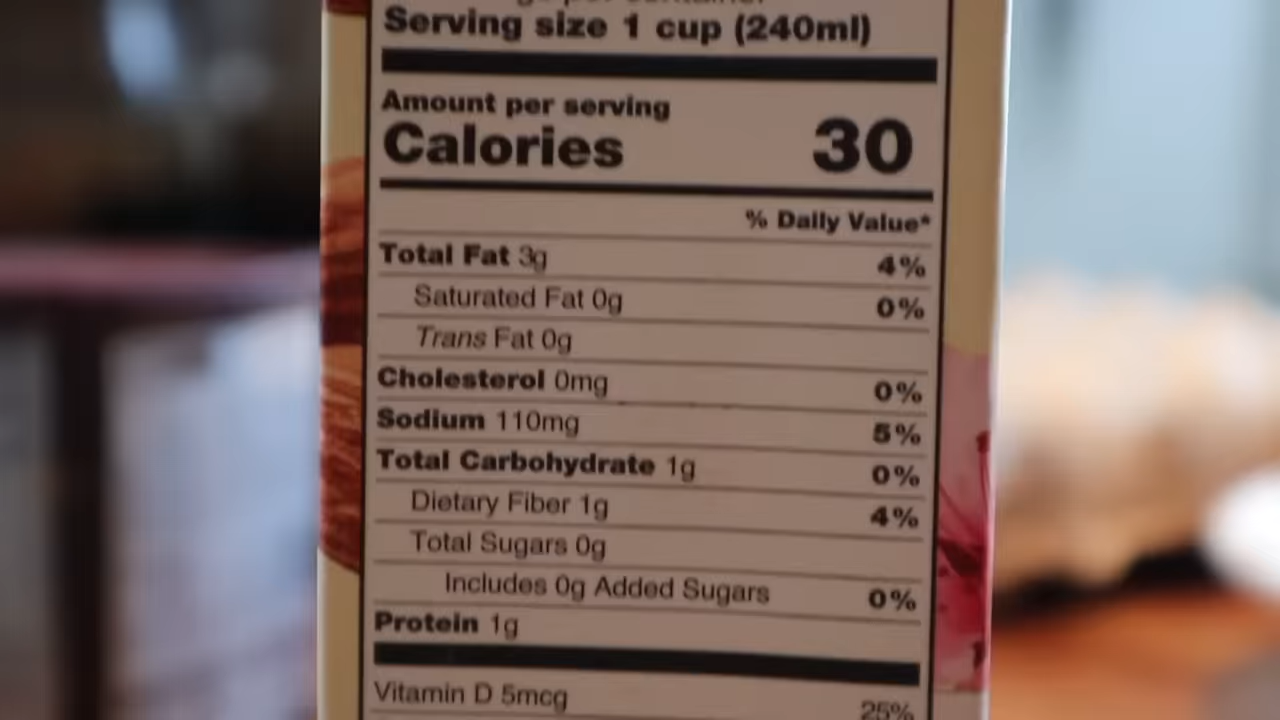 Serving size 1 cup (240ml)
Amount per serving
Calories 30
% Daily Value*
Total Fat 3g 4%
Saturated Fat 0g 0%
Trans Fat 0g
Cholesterol 0mg 0%
Sodium 110mg 5%
Total Carbohydrate 1g 0%
Dietary Fiber 1g 4%
Total Sugars 0g
Includes 0g Added Sugars 0%
Protein 1g
Vitamin D 5mcg 25%